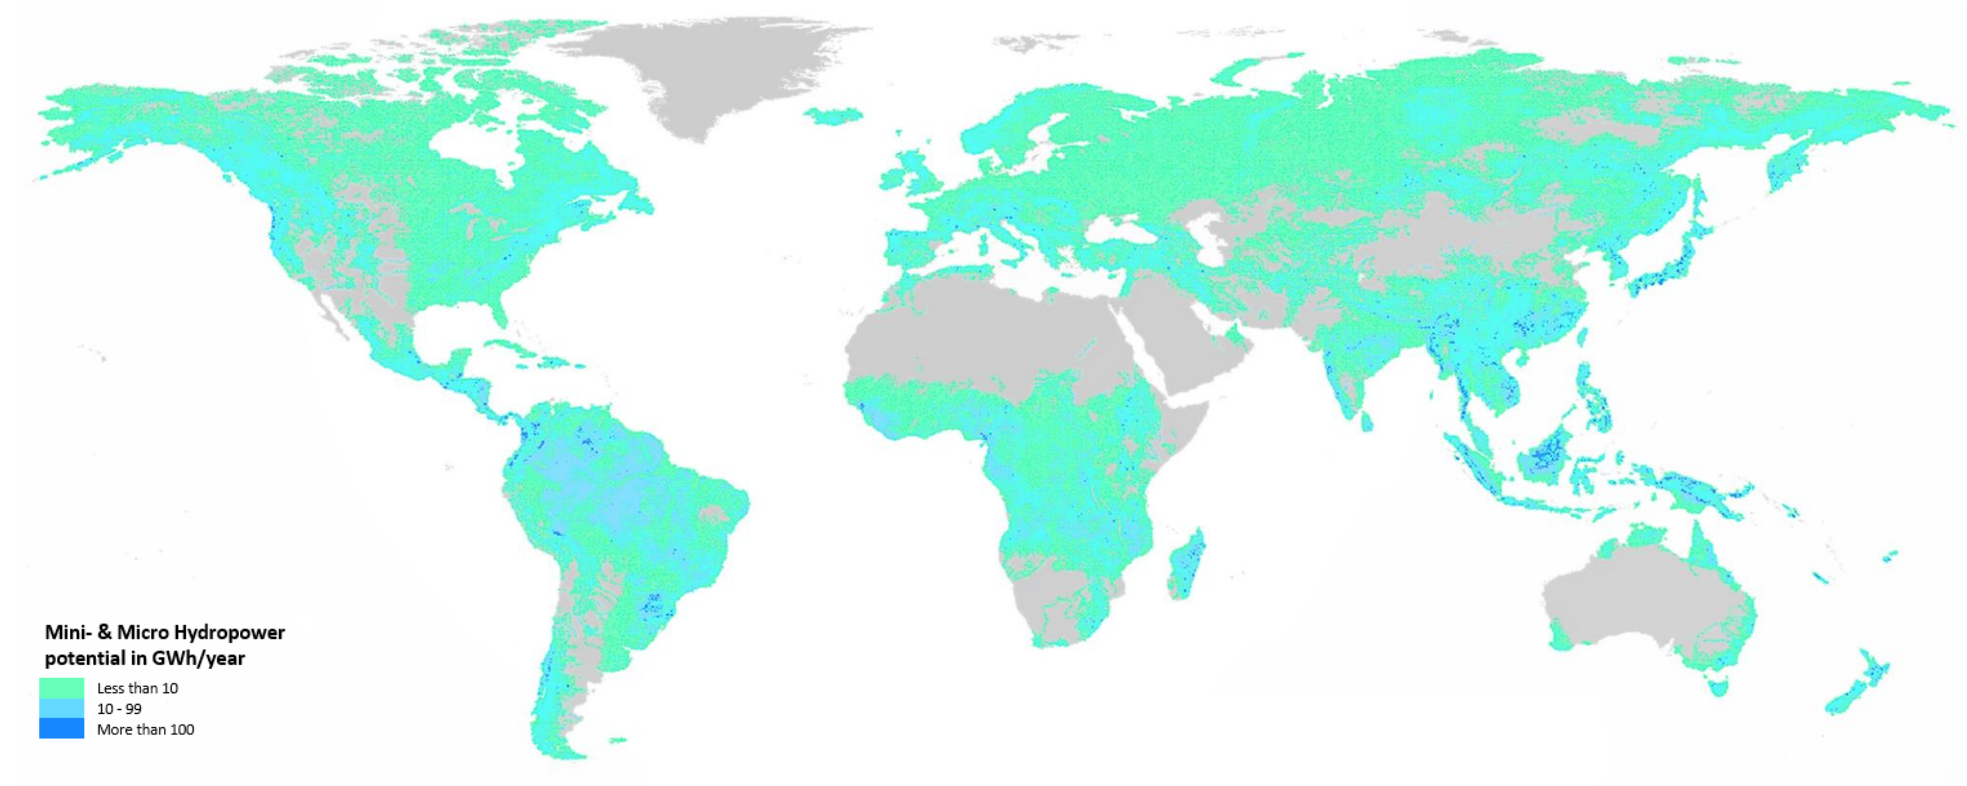 Mini- & Micro Hydropower
potential in GWh/year
Less than 10
10 - 99
More than 100